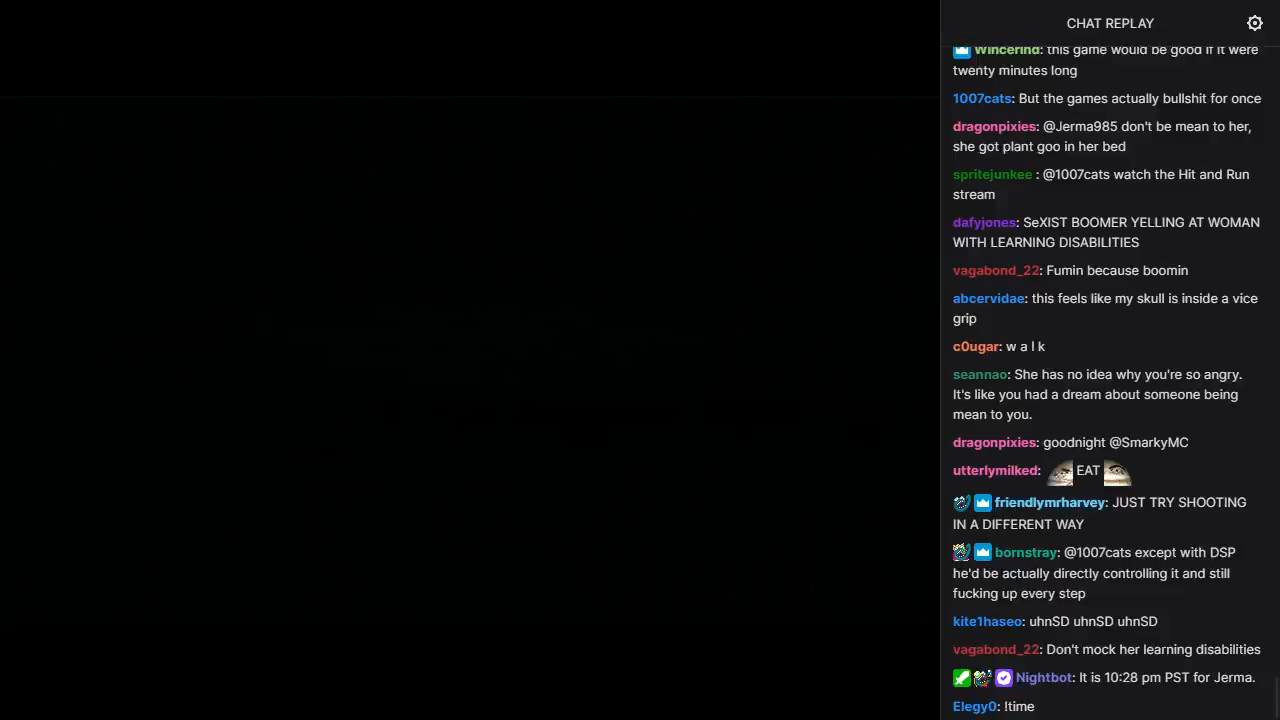 CHAT REPLAY
Wincerind: this game would be good if it were
twenty minutes long
1007cats: But the games actually bullshit for once
dragonpixies: @Jerma985 don't be mean to her,
she got plant goo in her bed
spritejunkee : @1007cats watch the Hit and Run
stream
dafyjones: SeXIST BOOMER YELLING AT WOMAN
WITH LEARNING DISABILITIES
vagabond_22: Fumin because boomin
abcervidae: this feels like my skull is inside a vice
grip
c0ugar: w a l k
seannao: She has no idea why you're so angry.
It's like you had a dream about someone being
mean to you.
dragonpixies: goodnight @SmarkyMC
utterlymilked: EAT
friendlymrharvey: JUST TRY SHOOTING
IN A DIFFERENT WAY
bornstray: @1007cats except with DSP
he'd be actually directly controlling it and still
fucking up every step
kite1haseo: uhnSD uhnSD uhnSD
vagabond_22: Don't mock her learning disabilities
Nightbot: It is 10:28 pm PST for Jerma.
Elegy0: !time